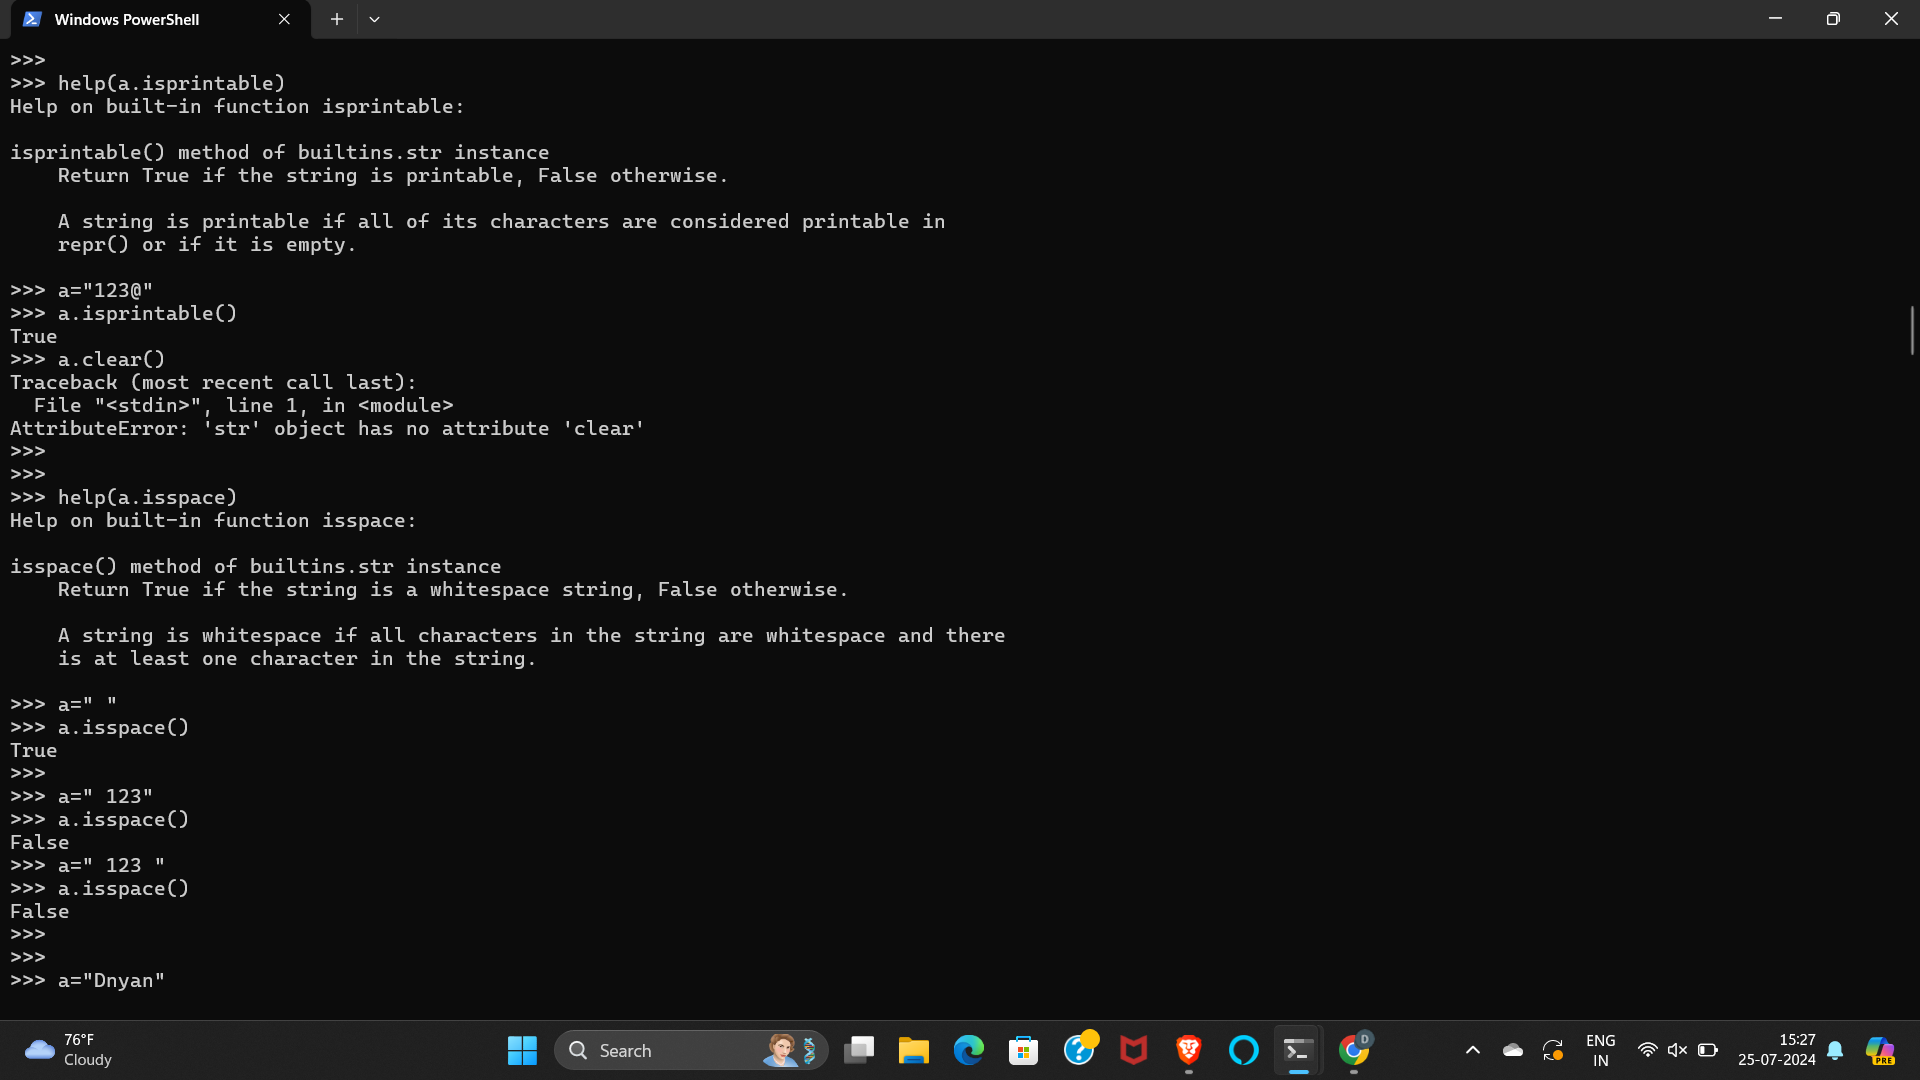 Windows PowerShell
>>>
>>> help(a.isprintable)
Help on built-in function isprintable:
isprintable() method of builtins.str instance
    Return True if the string is printable, False otherwise.
    A string is printable if all of its characters are considered printable in
    repr() or if it is empty.
>>> a="123@"
>>> a.isprintable()
True
>>> a.clear()
Traceback (most recent call last):
  File "<stdin>", line 1, in <module>
AttributeError: 'str' object has no attribute 'clear'
>>>
>>>
>>> help(a.isspace)
Help on built-in function isspace:
isspace() method of builtins.str instance
    Return True if the string is a whitespace string, False otherwise.
    A string is whitespace if all characters in the string are whitespace and there
    is at least one character in the string.
>>> a=" "
>>> a.isspace()
True
>>>
>>> a=" 123"
>>> a.isspace()
False
>>> a=" 123 "
>>> a.isspace()
False
>>>
>>>
>>> a="Dnyan"
76°F
Cloudy
Search
D
ENG
IN
15:27
25-07-2024
PRE